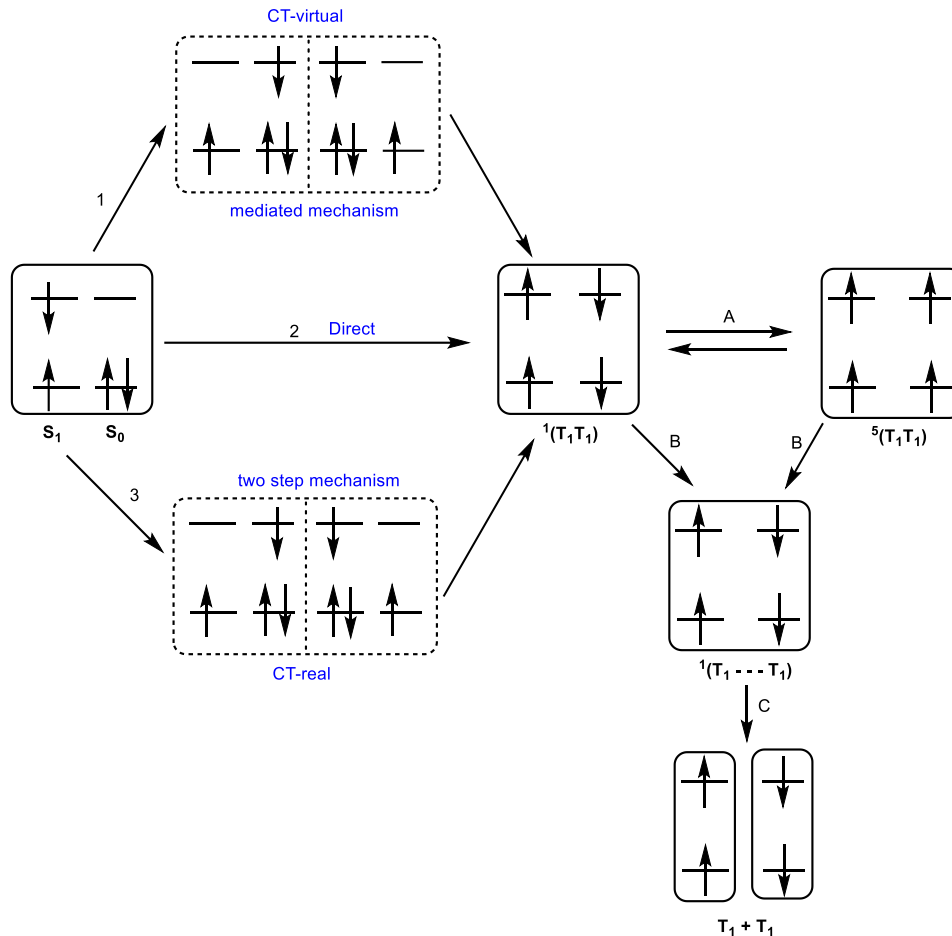 CT-virtual
mediated mechanism
1
2 Direct
A
S₁ S₀
¹(T₁T₁)
⁵(T₁T₁)
B B
two step mechanism
3
CT-real
¹(T₁ - - - T₁)
C
T₁ + T₁